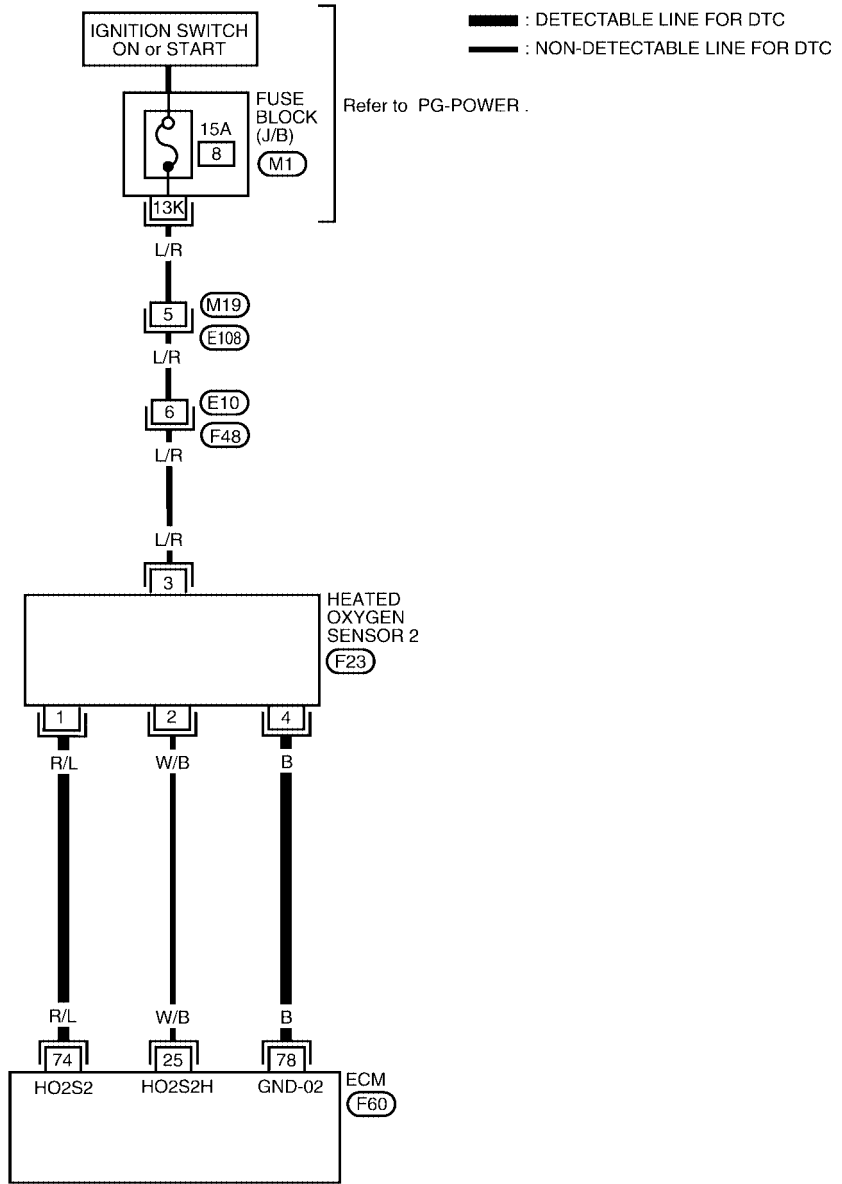 IGNITION SWITCH
ON or START
: DETECTABLE LINE FOR DTC
: NON-DETECTABLE LINE FOR DTC
FUSE
BLOCK
(J/B)
M1
15A
8
Refer to PG-POWER .
13K
L/R
5
M19
E108
L/R
6
E10
F48
L/R
L/R
3
HEATED
OXYGEN
SENSOR 2
F23
1
2
4
R/L
W/B
B
R/L
W/B
B
74
25
78
HO2S2
HO2S2H
GND-02
ECM
F60